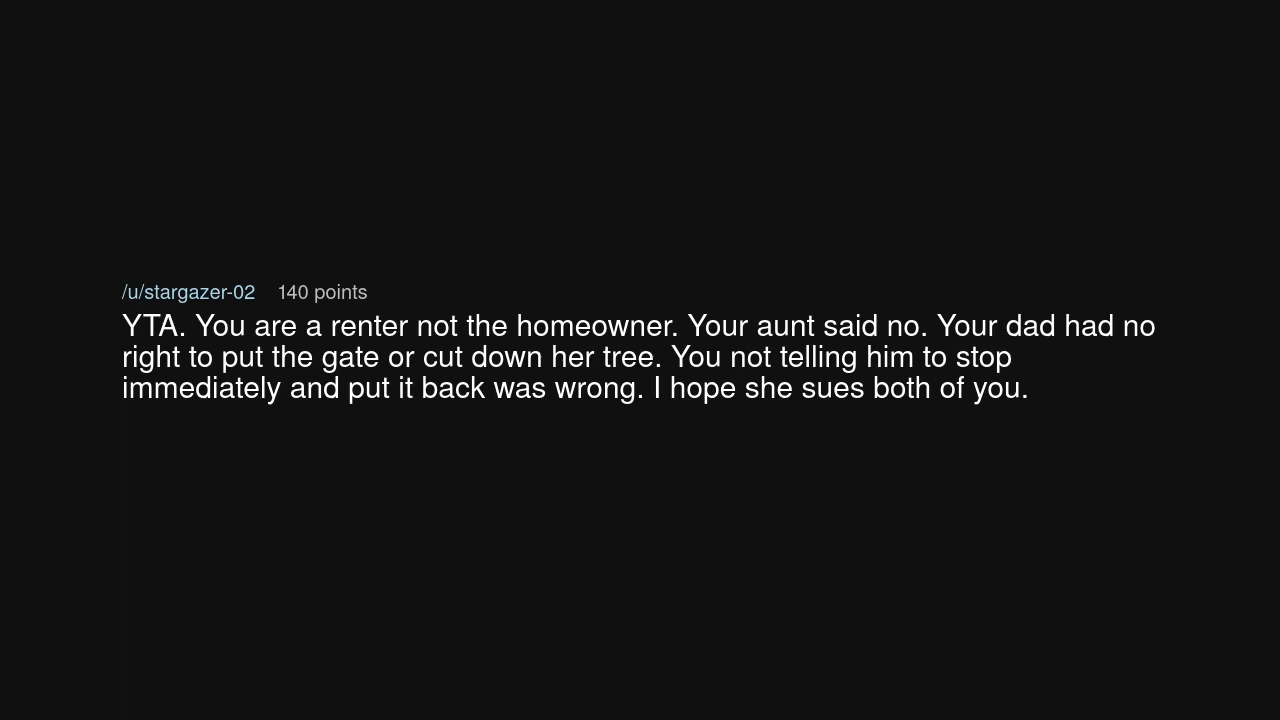 /u/stargazer-02 140 points
YTA. You are a renter not the homeowner. Your aunt said no. Your dad had no
right to put the gate or cut down her tree. You not telling him to stop
immediately and put it back was wrong. I hope she sues both of you.